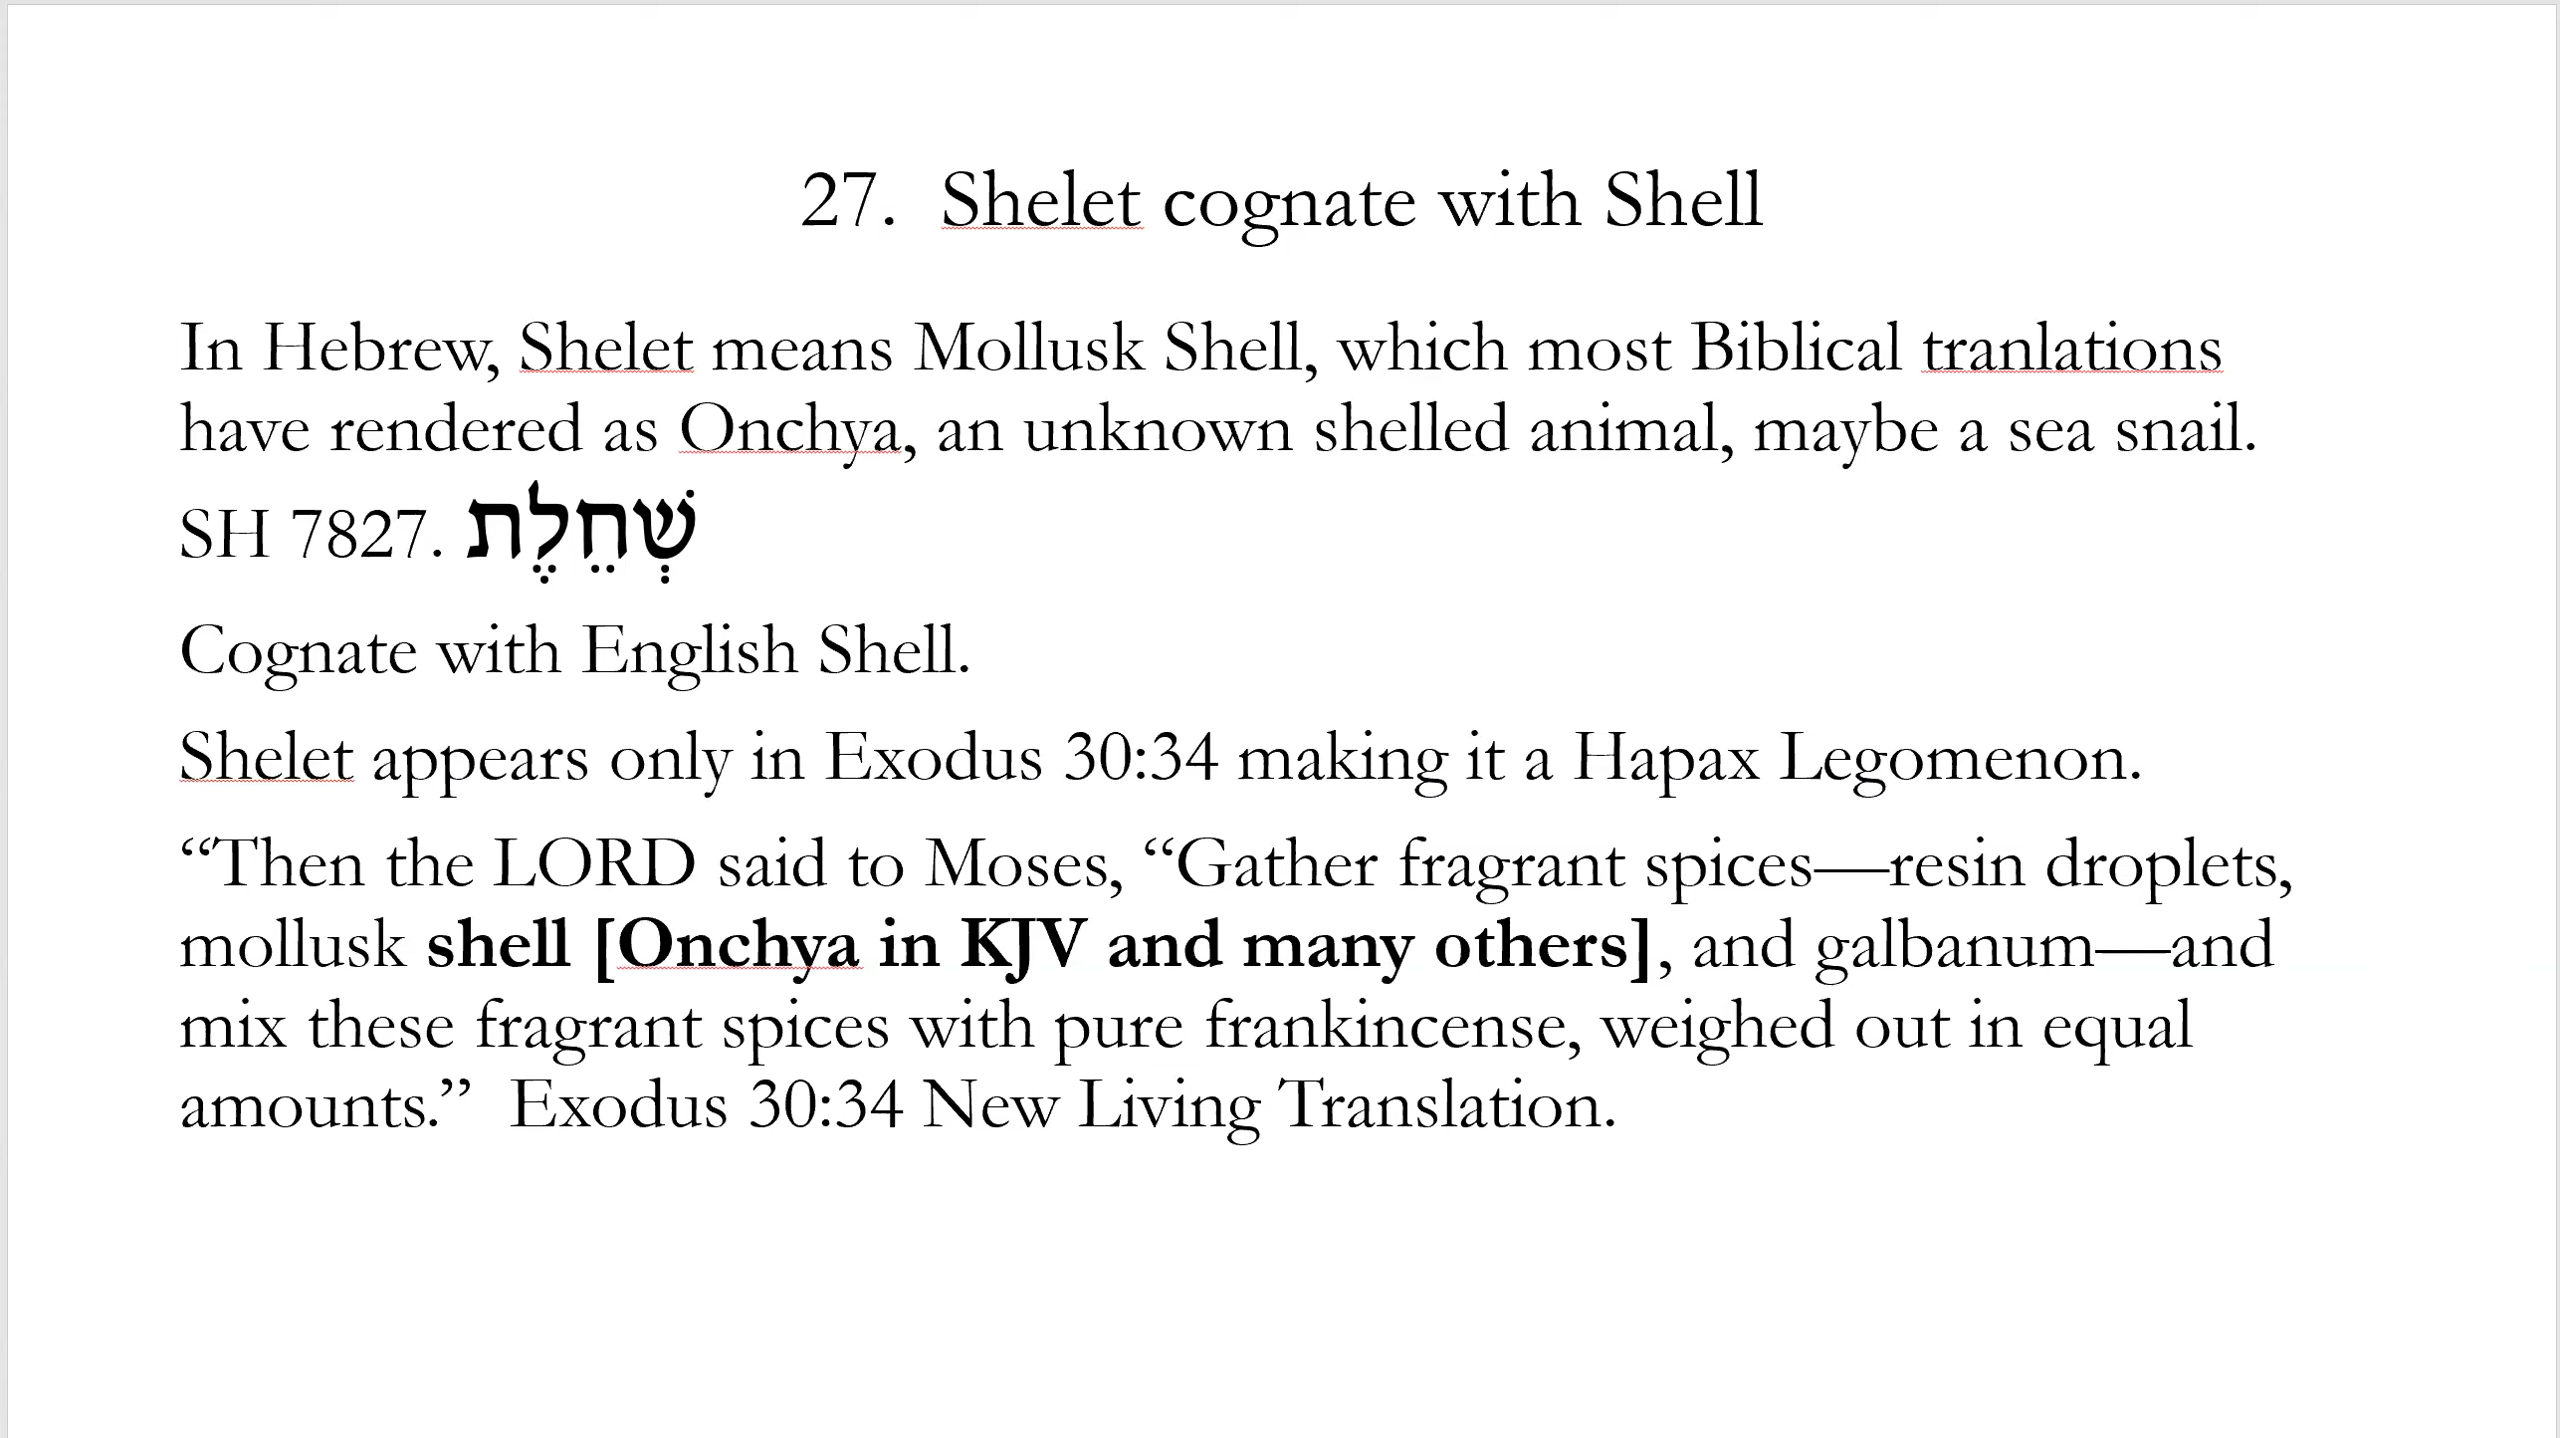 27.  Shelet cognate with Shell
In Hebrew, Shelet means Mollusk Shell, which most Biblical tranlations
have rendered as Onchya, an unknown shelled animal, maybe a sea snail.
SH 7827. שְׁחֵלֶת
Cognate with English Shell.
Shelet appears only in Exodus 30:34 making it a Hapax Legomenon.
“Then the LORD said to Moses, “Gather fragrant spices—resin droplets,
mollusk shell [Onchya in KJV and many others], and galbanum—and
mix these fragrant spices with pure frankincense, weighed out in equal
amounts.”  Exodus 30:34 New Living Translation.